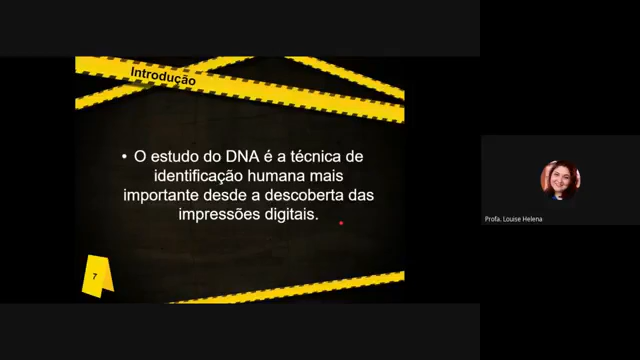 Introdução
• O estudo do DNA é a técnica de
identificação humana mais
importante desde a descoberta das
impressões digitais.
7
Profa. Louise Helena